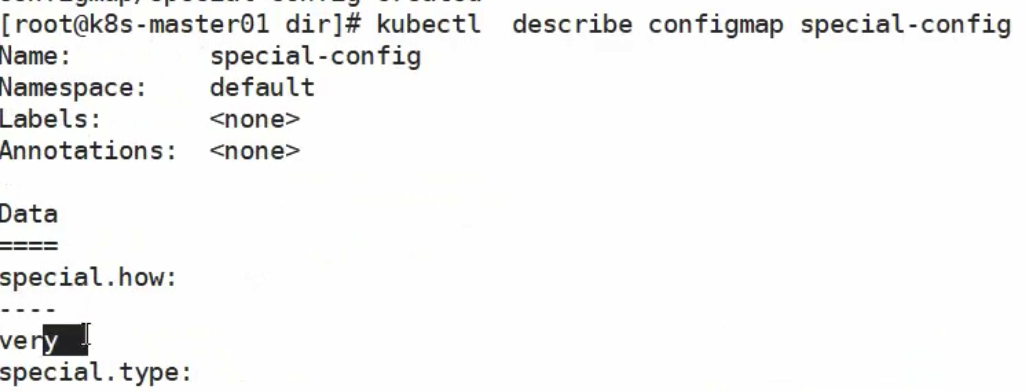 [root@k8s-master01 dir]# kubectl  describe configmap special-config
Name:         special-config
Namespace:    default
Labels:       <none>
Annotations:  <none>
Data
====
special.how:
----
very
special.type: